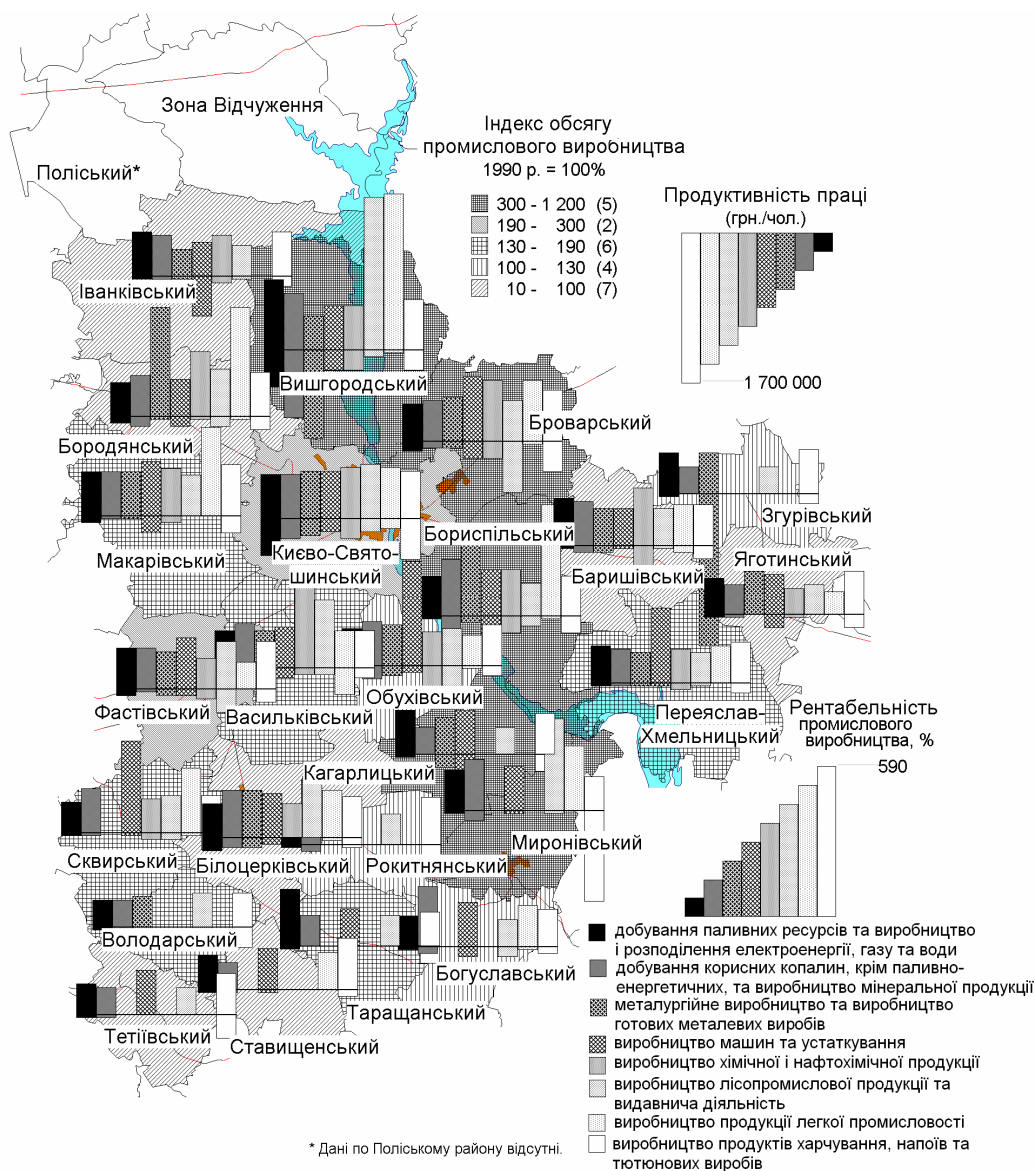 Зона Відчуження
Поліський*
Індекс обсягу
промислового виробництва
1990 р. = 100%
300 - 1 200 (5)
190 - 300 (2)
130 - 190 (6)
100 - 130 (4)
10 - 100 (7)
Продуктивність праці
(грн./чол.)
1 700 000
Іванківський
Вишгородський
Броварський
Бородянський
Згурівський
Макарівський
Києво-Свято-
шинський
Бориспільський
Баришівський
Яготинський
Фастівський
Васильківський
Обухівський
Переяслав-
Хмельницький
Рентабельність
промислового
виробництва, %
590
Кагарлицький
Миронівський
Сквирський
Білоцерківський
Рокитнянський
Володарський
Богуславський
Таращанський
Тетіївський
Ставищенський
добування паливних ресурсів та виробництво
і розподілення електроенергії, газу та води
добування корисних копалин, крім паливно-
енергетичних, та виробництво мінеральної продукції
металургійне виробництво та виробництво
готових металевих виробів
виробництво машин та устаткування
виробництво хімічної і нафтохімічної продукції
виробництво лісопромислової продукції та
видавнича діяльність
виробництво продукції легкої промисловості
виробництво продуктів харчування, напоїв та
тютюнових виробів
* Дані по Поліському району відсутні.